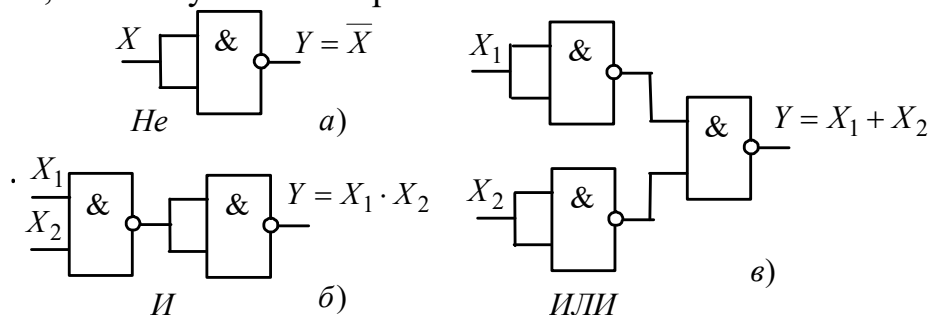 X & Y = X̅
Не а)
X₁ & & Y = X₁ · X₂
X₂
И б)
X₁ &
& Y = X₁ + X₂
X₂ &
в)
ИЛИ